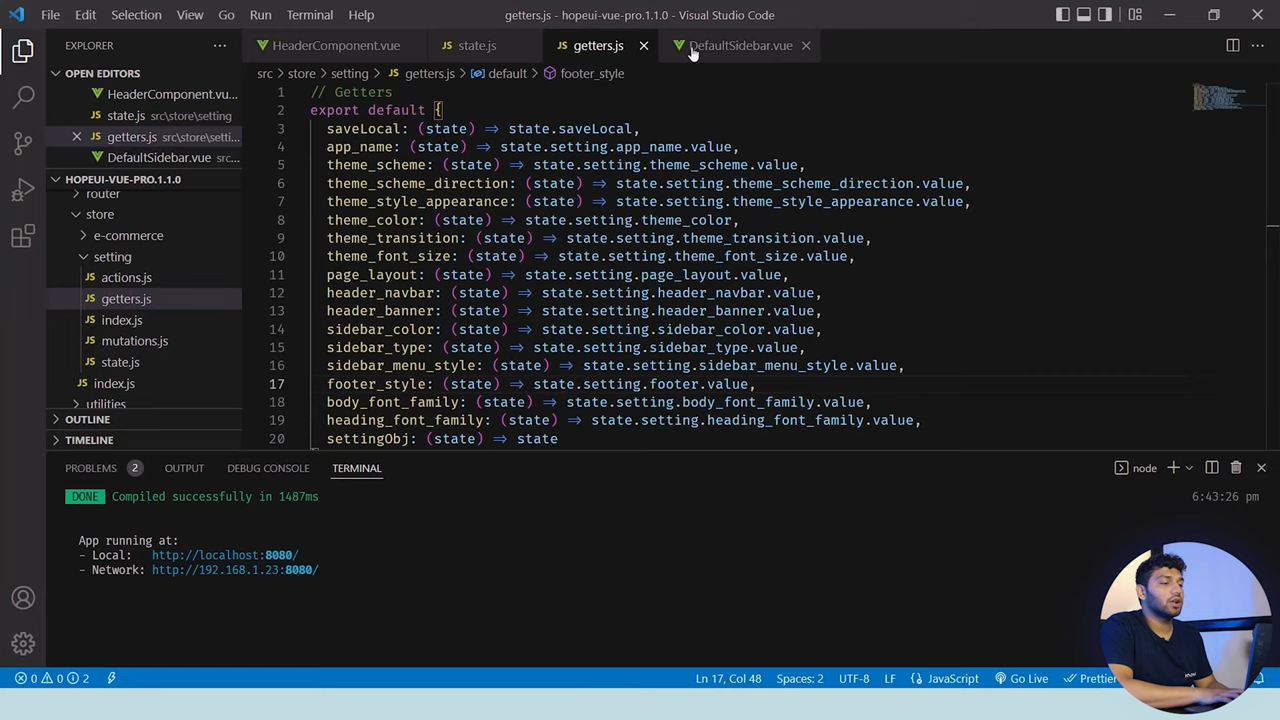 File Edit Selection View Go Run Terminal Help
getters.js - hopeui-vue-pro.1.1.0 - Visual Studio Code
EXPLORER
HeaderComponent.vue
state.js
getters.js
DefaultSidebar.vue
OPEN EDITORS
HeaderComponent.vu...
state.js src\store\setting
getters.js src\store\setti...
DefaultSidebar.vue src...
HOPEUI-VUE-PRO.1.1.0
router
store
e-commerce
setting
actions.js
getters.js
index.js
mutations.js
state.js
index.js
utilities
OUTLINE
TIMELINE
src > store > setting > JS getters.js > default > footer_style
1 // Getters
2 export default {
3 saveLocal: (state) => state.saveLocal,
4 app_name: (state) => state.setting.app_name.value,
5 theme_scheme: (state) => state.setting.theme_scheme.value,
6 theme_scheme_direction: (state) => state.setting.theme_scheme_direction.value,
7 theme_style_appearance: (state) => state.setting.theme_style_appearance.value,
8 theme_color: (state) => state.setting.theme_color,
9 theme_transition: (state) => state.setting.theme_transition.value,
10 theme_font_size: (state) => state.setting.theme_font_size.value,
11 page_layout: (state) => state.setting.page_layout.value,
12 header_navbar: (state) => state.setting.header_navbar.value,
13 header_banner: (state) => state.setting.header_banner.value,
14 sidebar_color: (state) => state.setting.sidebar_color.value,
15 sidebar_type: (state) => state.setting.sidebar_type.value,
16 sidebar_menu_style: (state) => state.setting.sidebar_menu_style.value,
17 footer_style: (state) => state.setting.footer.value,
18 body_font_family: (state) => state.setting.body_font_family.value,
19 heading_font_family: (state) => state.setting.heading_font_family.value,
20 settingObj: (state) => state
PROBLEMS 2 OUTPUT DEBUG CONSOLE TERMINAL
node
DONE Compiled successfully in 1487ms
6:43:26 pm
App running at:
- Local: http://localhost:8080/
- Network: http://192.168.1.23:8080/
0 0 2
Ln 17, Col 48 Spaces: 2 UTF-8 LF JavaScript Go Live Prettier